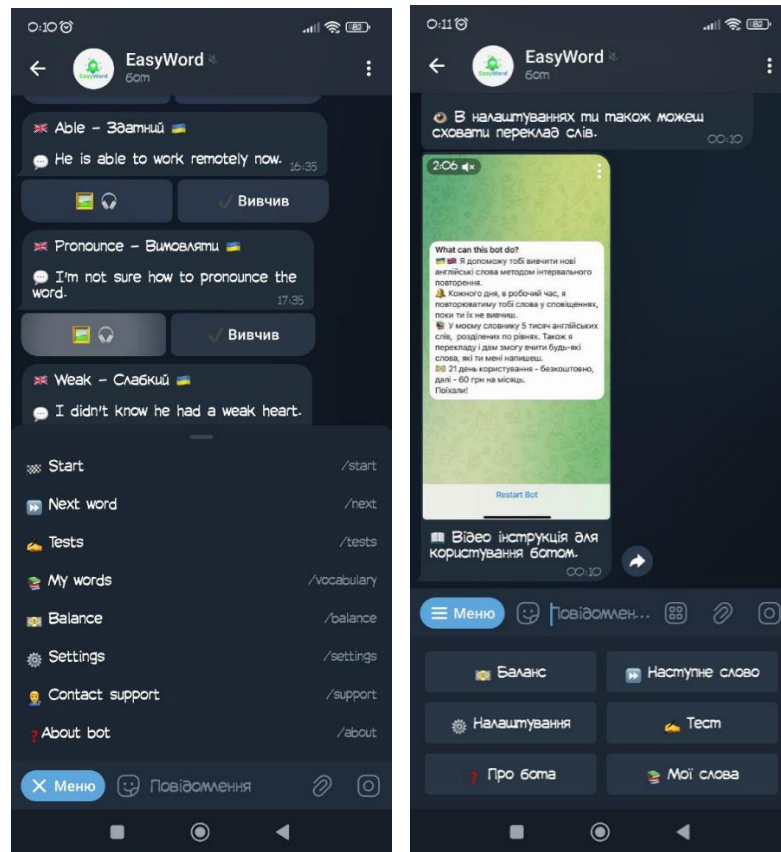 0:10
82
EasyWord
бот
Able – Здатний
He is able to work remotely now.
16:35
Вивчив
Pronounce – Вимовляти
I'm not sure how to pronounce the
word.
17:35
Вивчив
Weak – Слабкий
I didn't know he had a weak heart.
Start /start
Next word /next
Tests /tests
My words /vocabulary
Balance /balance
Settings /settings
Contact support /support
About bot /about
Меню
Повідомлення
0:11
82
EasyWord
бот
В налаштуваннях ти також можеш
сховати переклад слів.
00:10
2:06
What can this bot do?
Я допоможу тобі вивчити нові
англійські слова методом інтервального
повторення.
Кожного дня, в робочий час, я
повторюватиму тобі слова у сповіщеннях,
поки ти їх не вивчиш.
У моєму словнику 5 тисяч англійських
слів, розділених по рівнях. Також я
перекладу і дам змогу вчити будь-які
слова, які ти мені напишеш.
21 день користування – безкоштовно,
далі – 60 грн на місяць.
Поїхали!
Restart Bot
Відео інструкція для
користування ботом.
00:10
Меню
Повідомлен...
Баланс
Наступне слово
Налаштування
Тест
Про бота
Мої слова